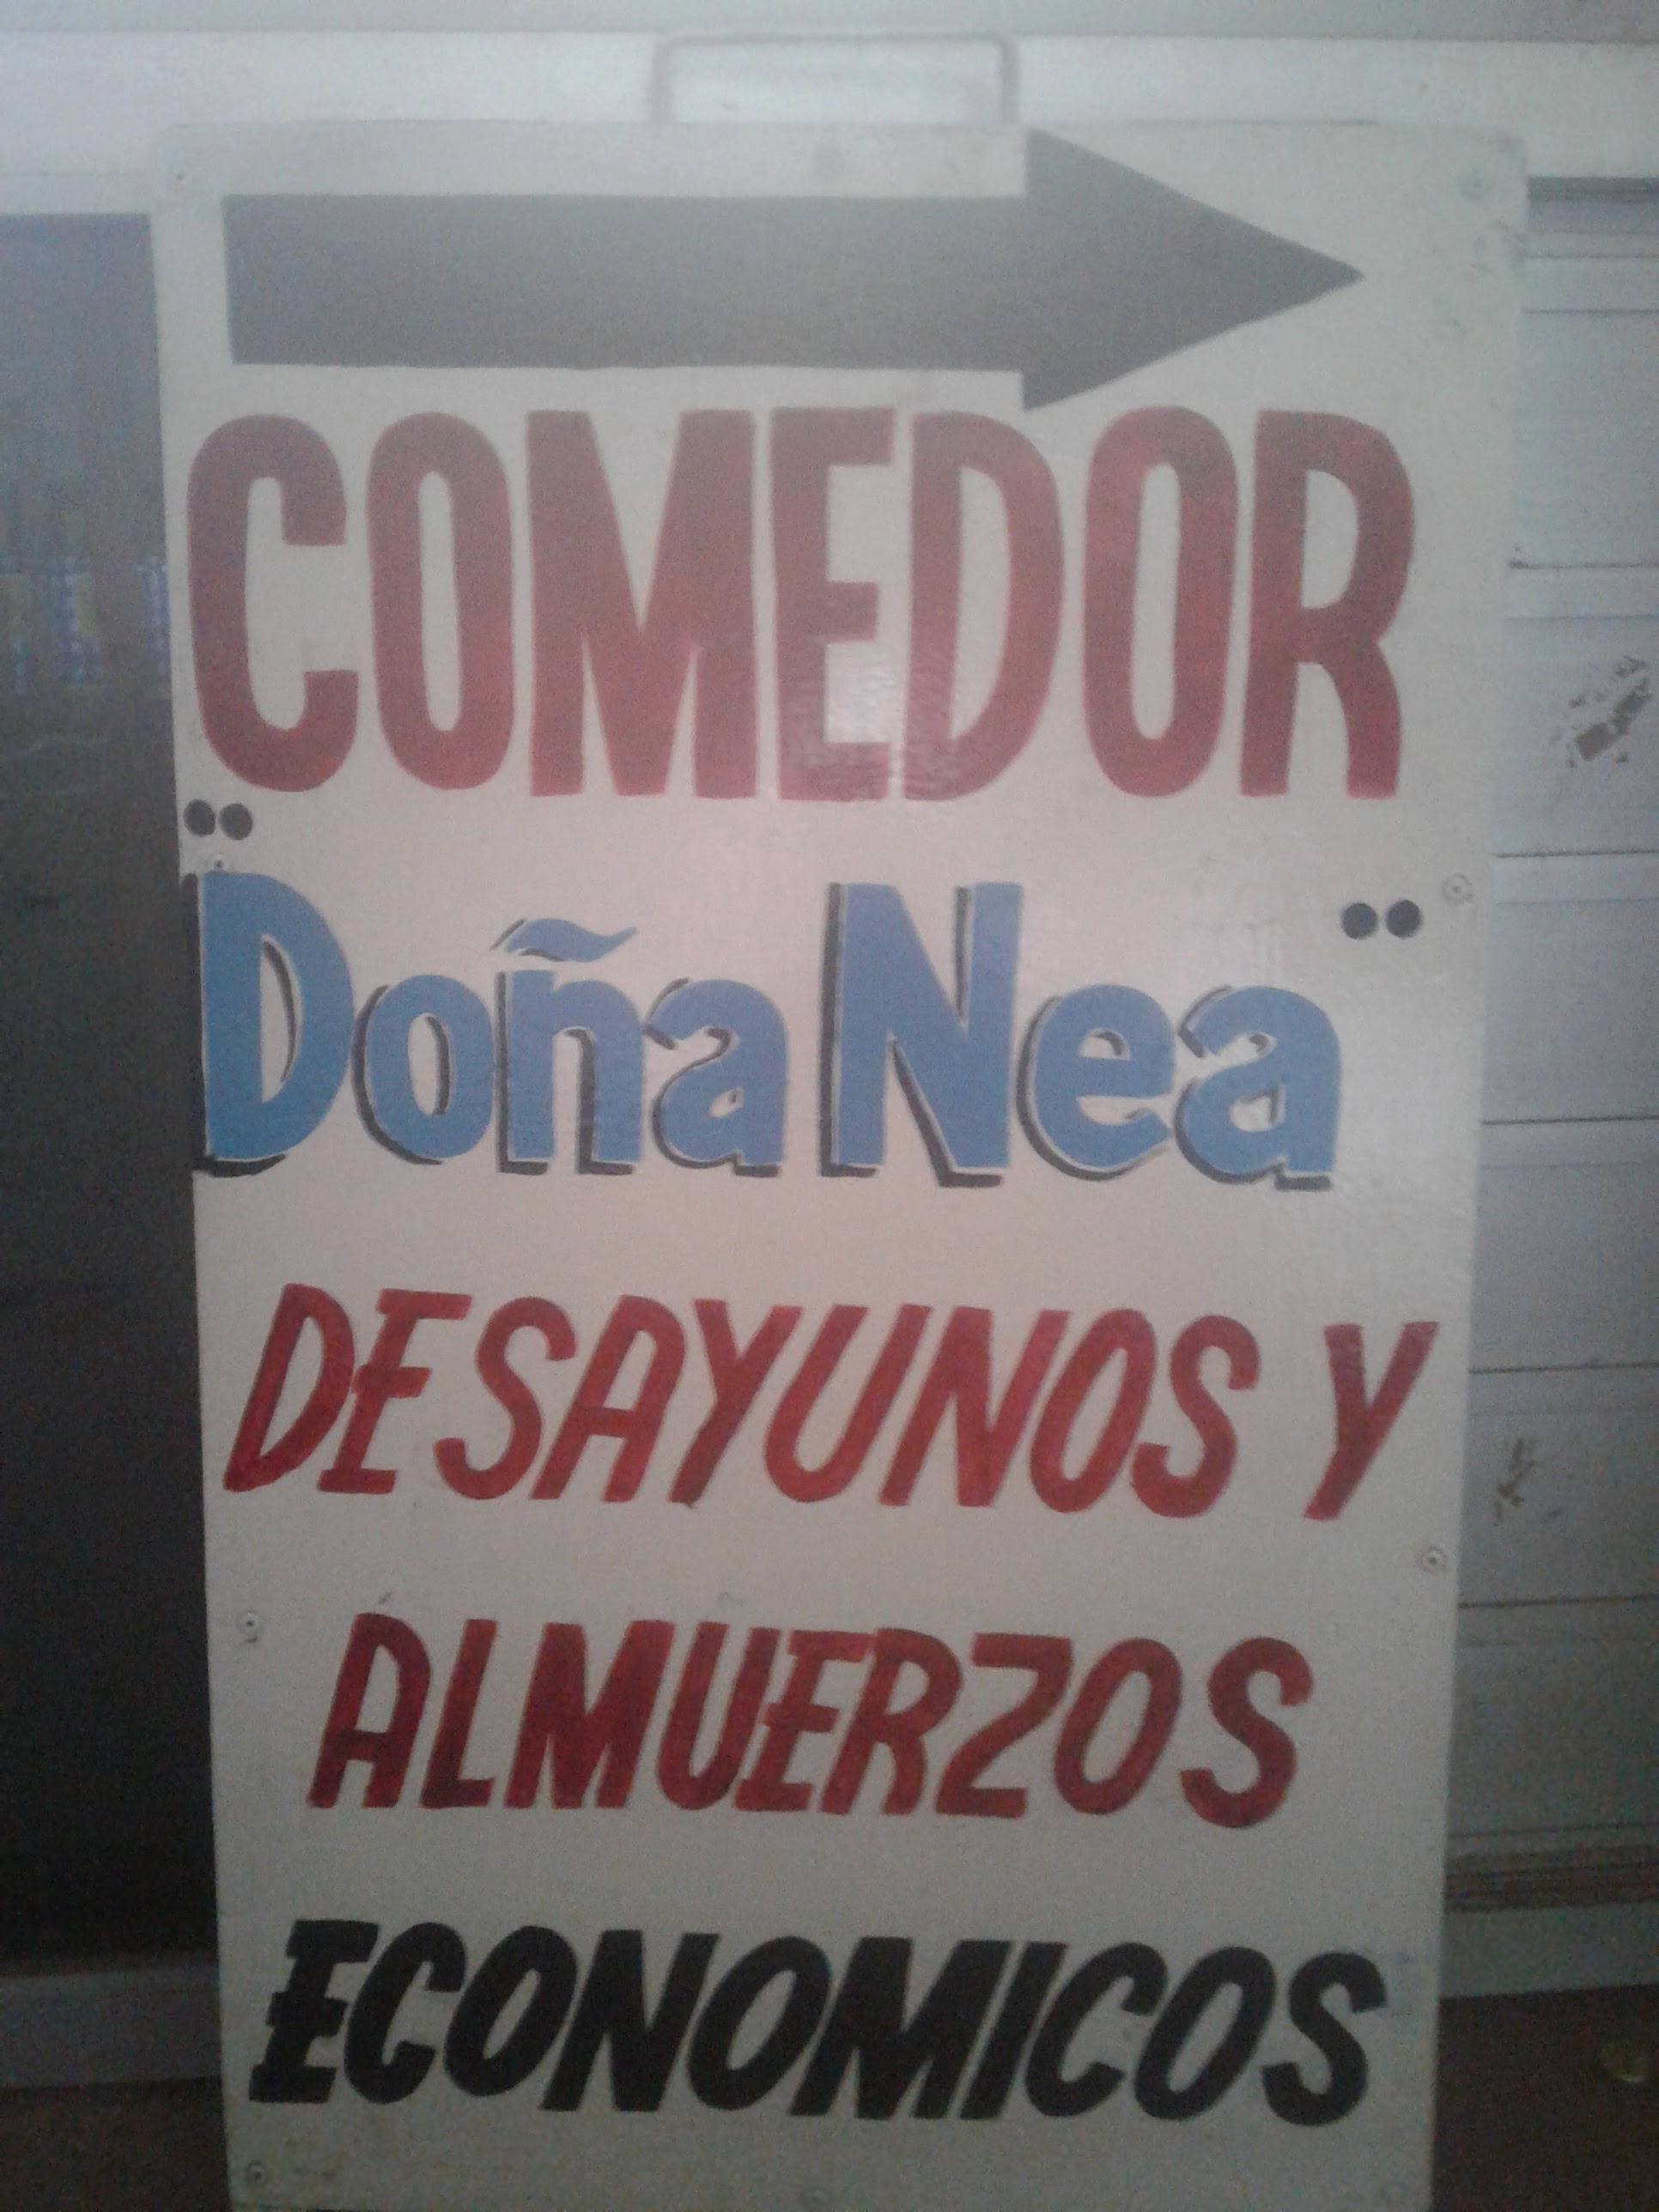 COMEDOR
"Doña Nea"
DESAYUNOS Y
ALMUERZOS
ECONOMICOS